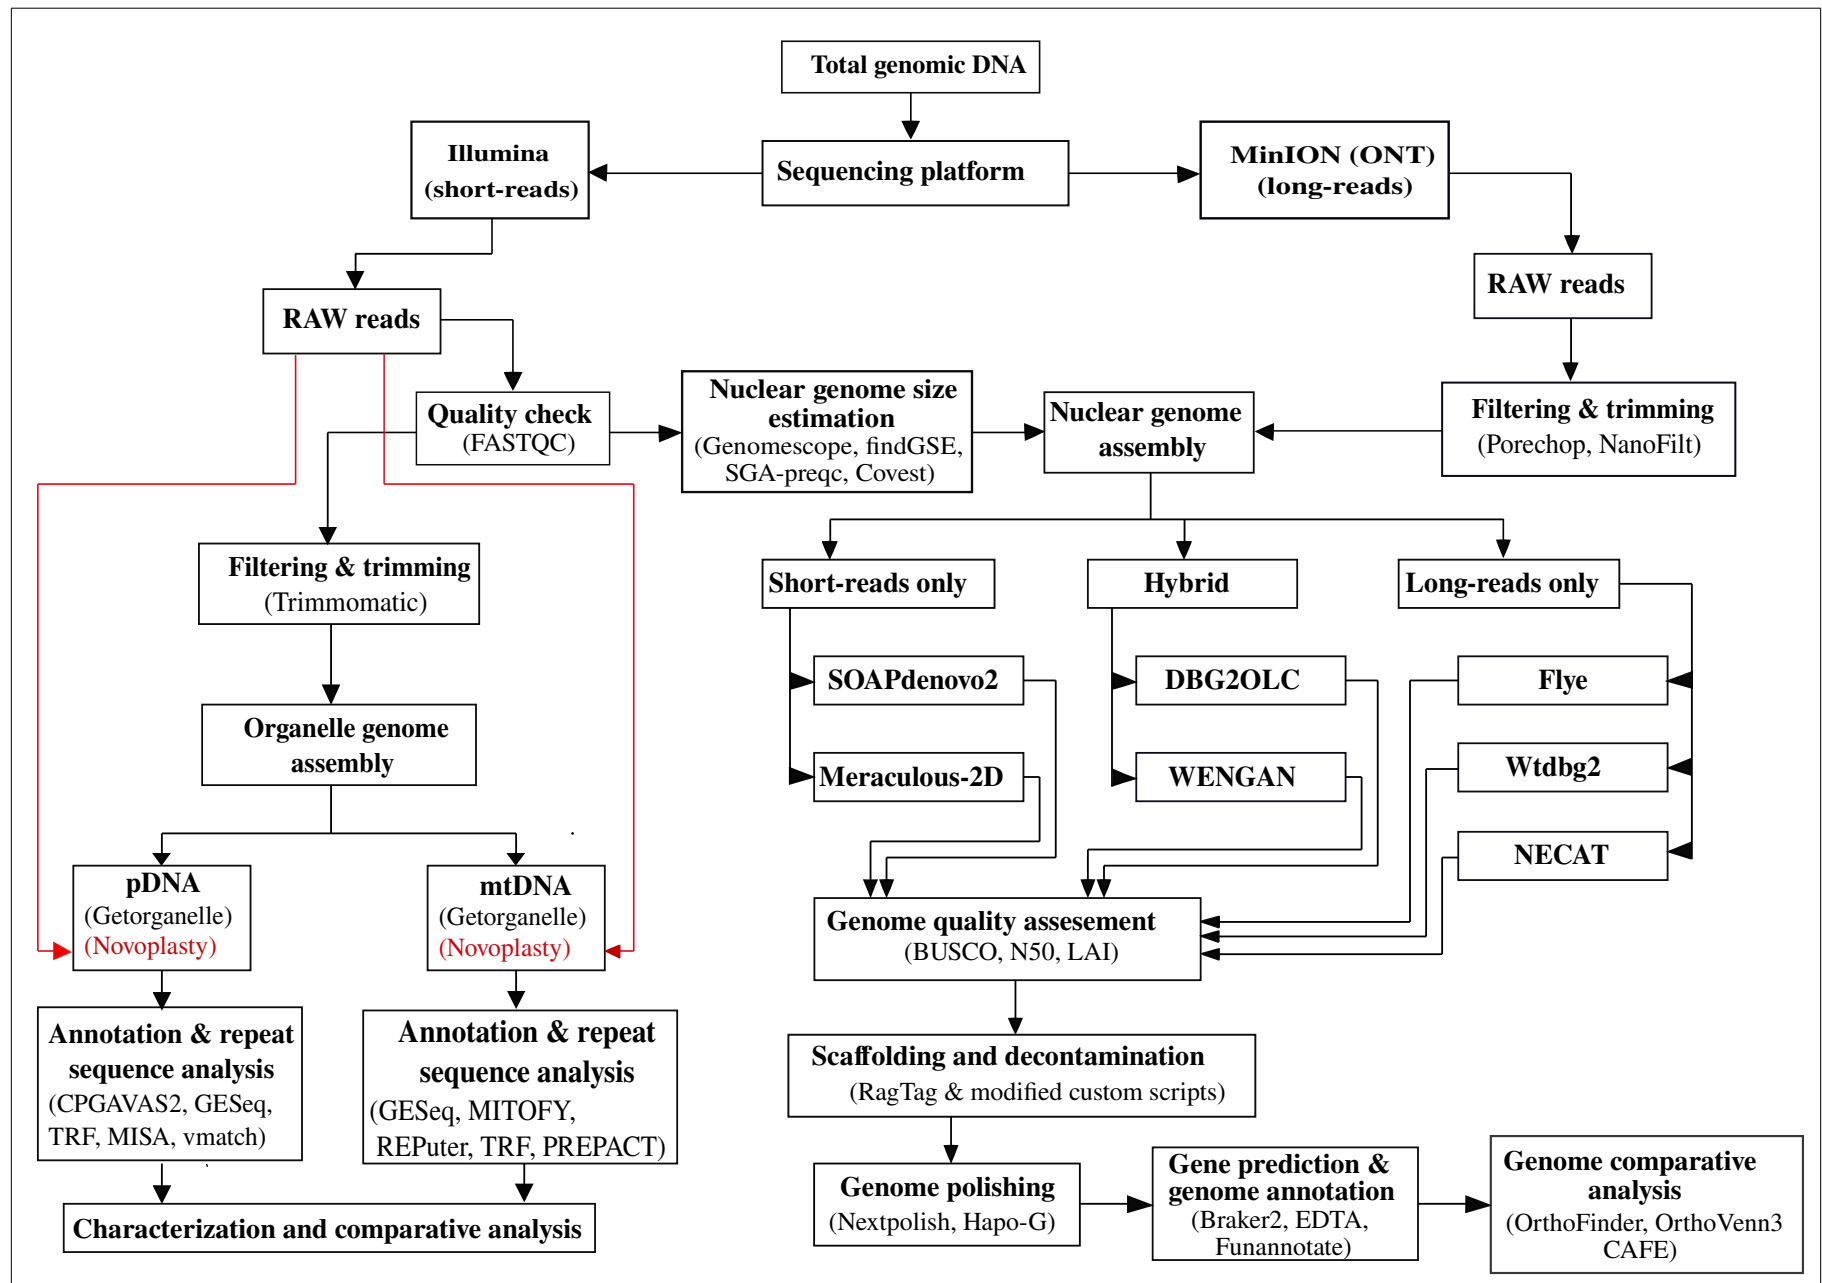 Total genomic DNA
Illumina
(short-reads)
Sequencing platform
MinION (ONT)
(long-reads)
RAW reads
RAW reads
Quality check
(FASTQC)
Nuclear genome size
estimation
(Genomescope, findGSE,
SGA-preqc, Covest)
Nuclear genome
assembly
Filtering & trimming
(Porechop, NanoFilt)
Filtering & trimming
(Trimmomatic)
Short-reads only
Hybrid
Long-reads only
SOAPdenovo2
DBG2OLC
Flye
Organelle genome
assembly
Meraculous-2D
WENGAN
Wtdbg2
NECAT
pDNA
(Getorganelle)
(Novoplasty)
mtDNA
(Getorganelle)
(Novoplasty)
Genome quality assesement
(BUSCO, N50, LAI)
Annotation & repeat
sequence analysis
(CPGAVAS2, GESeq,
TRF, MISA, vmatch)
Annotation & repeat
sequence analysis
(GESeq, MITOFY,
REPuter, TRF, PREPACT)
Scaffolding and decontamination
(RagTag & modified custom scripts)
Characterization and comparative analysis
Genome polishing
(Nextpolish, Hapo-G)
Gene prediction &
genome annotation
(Braker2, EDTA,
Funannotate)
Genome comparative
analysis
(OrthoFinder, OrthoVenn3
CAFE)